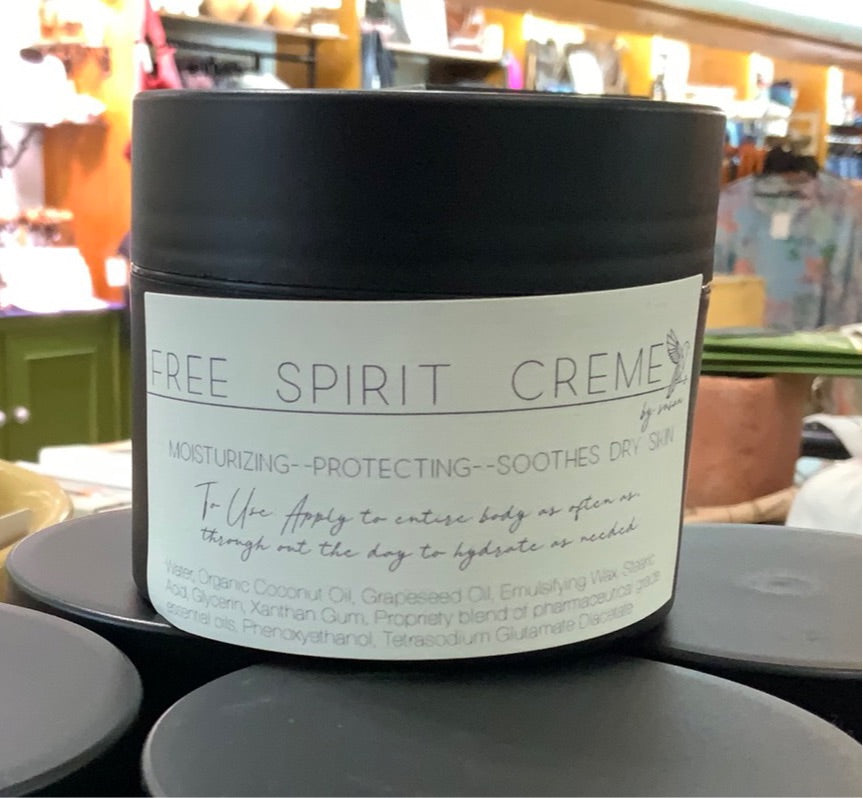 FREE SPIRIT CREME
by susan
MOISTURIZING--PROTECTING--SOOTHES DRY SKIN
To Use Apply to entire body as often as
through out the day to hydrate as needed
Water, Organic Coconut Oil, Grapeseed Oil, Emulsifying Wax, Stearic
Acid, Glycerin, Xanthan Gum, Propriety blend of pharmaceutical grade
essential oils, Phenoxyethanol, Tetrasodium Glutamate Diacetate